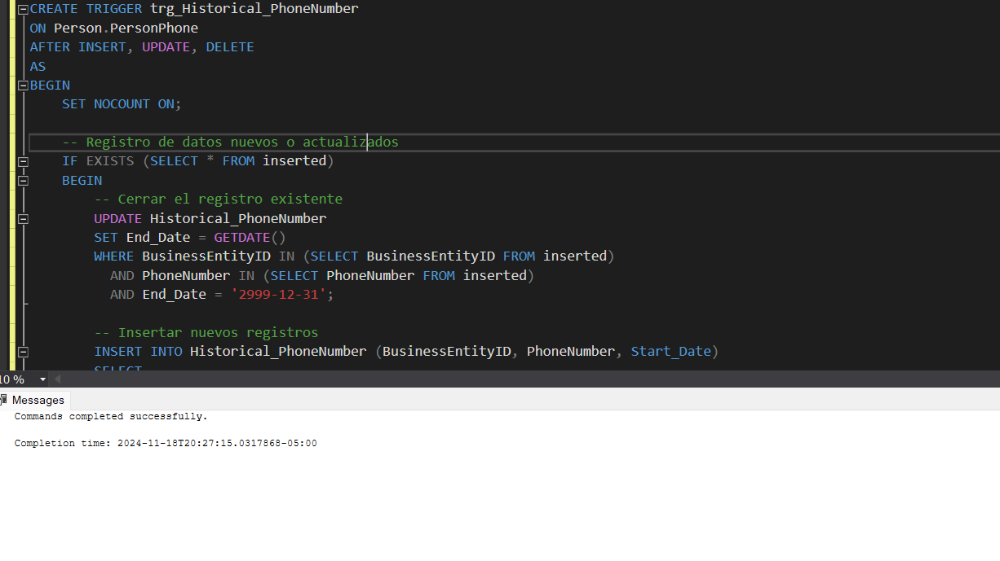 CREATE TRIGGER trg_Historical_PhoneNumber
ON Person.PersonPhone
AFTER INSERT, UPDATE, DELETE
AS
BEGIN
    SET NOCOUNT ON;
    -- Registro de datos nuevos o actualizados
    IF EXISTS (SELECT * FROM inserted)
    BEGIN
        -- Cerrar el registro existente
        UPDATE Historical_PhoneNumber
        SET End_Date = GETDATE()
        WHERE BusinessEntityID IN (SELECT BusinessEntityID FROM inserted)
          AND PhoneNumber IN (SELECT PhoneNumber FROM inserted)
          AND End_Date = '2999-12-31';
        -- Insertar nuevos registros
        INSERT INTO Historical_PhoneNumber (BusinessEntityID, PhoneNumber, Start_Date)
        SELECT
10 %
Messages
Commands completed successfully.
Completion time: 2024-11-18T20:27:15.0317868-05:00